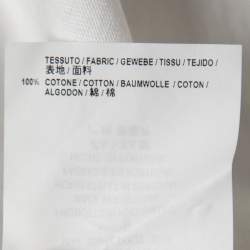 TESSUTO / FABRIC / GEWEBE / TISSU / TEJIDO /
表地 / 面料
100% COTONE / COTTON / BAUMWOLLE / COTON /
ALGODON / 綿 / 棉